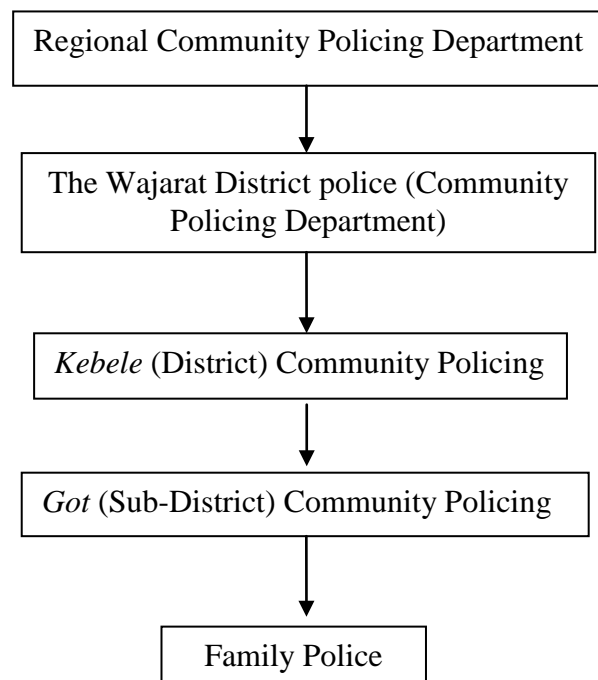 Regional Community Policing Department
The Wajarat District police (Community
Policing Department)
Kebele (District) Community Policing
Got (Sub-District) Community Policing
Family Police